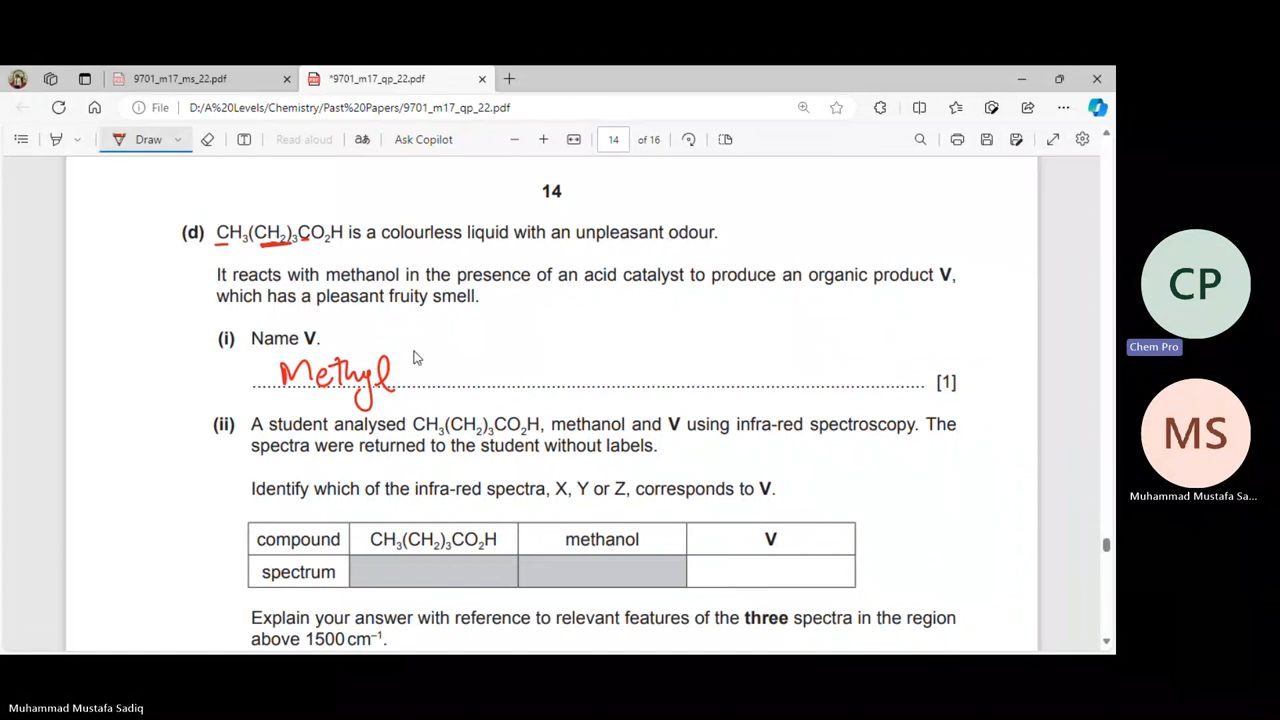 9701_m17_ms_22.pdf
*9701_m17_qp_22.pdf
File
D:/A%20Levels/Chemistry/Past%20Papers/9701_m17_qp_22.pdf
Draw
Read aloud
aあ
Ask Copilot
14
of 16
14
(d) CH₃(CH₂)₃CO₂H is a colourless liquid with an unpleasant odour.
It reacts with methanol in the presence of an acid catalyst to produce an organic product V,
which has a pleasant fruity smell.
(i) Name V.
Methyl
[1]
(ii) A student analysed CH₃(CH₂)₃CO₂H, methanol and V using infra-red spectroscopy. The
spectra were returned to the student without labels.
Identify which of the infra-red spectra, X, Y or Z, corresponds to V.
compound CH₃(CH₂)₃CO₂H methanol V
spectrum
Explain your answer with reference to relevant features of the three spectra in the region
above 1500 cm⁻¹.
CP
Chem Pro
MS
Muhammad Mustafa Sa...
Muhammad Mustafa Sadiq